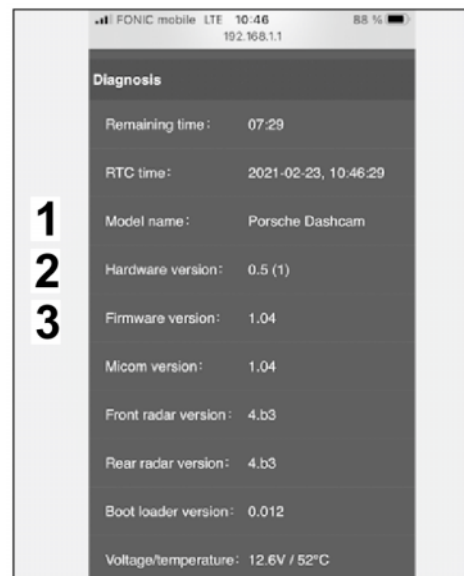 FONIC mobile LTE 10:46 88 %
192.168.1.1
Diagnosis
Remaining time: 07:29
RTC time: 2021-02-23, 10:46:29
1 Model name: Porsche Dashcam
2 Hardware version: 0.5 (1)
3 Firmware version: 1.04
Micom version: 1.04
Front radar version: 4.b3
Rear radar version: 4.b3
Boot loader version: 0.012
Voltage/temperature: 12.6V / 52°C